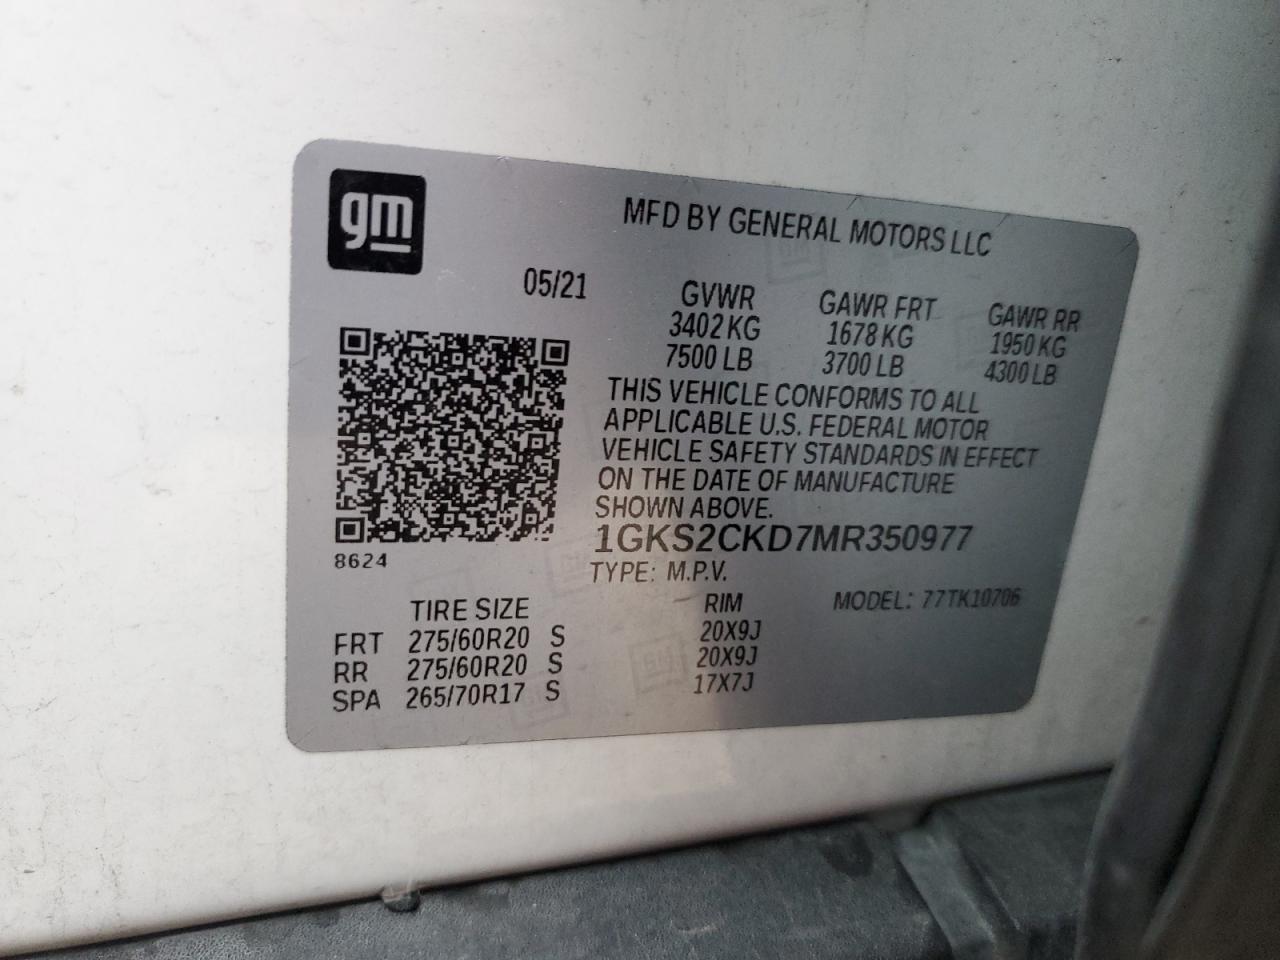 gm
MFD BY GENERAL MOTORS LLC
05/21
GVWR GAWR FRT GAWR RR
3402 KG 1678 KG 1950 KG
7500 LB 3700 LB 4300 LB
THIS VEHICLE CONFORMS TO ALL
APPLICABLE U.S. FEDERAL MOTOR
VEHICLE SAFETY STANDARDS IN EFFECT
ON THE DATE OF MANUFACTURE
SHOWN ABOVE.
1GKS2CKD7MR350977
8624
TYPE: M.P.V.
TIRE SIZE RIM MODEL: 77TK10706
FRT 275/60R20 S 20X9J
RR 275/60R20 S 20X9J
SPA 265/70R17 S 17X7J